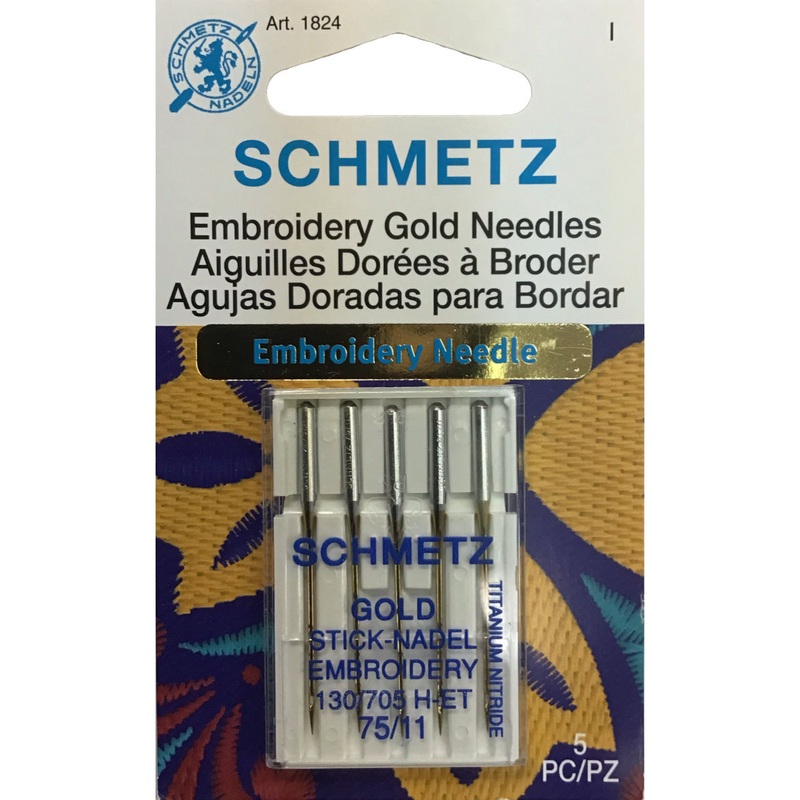 SCHMETZ
NADELN
Art. 1824
I
SCHMETZ
Embroidery Gold Needles
Aiguilles Dorées à Broder
Agujas Doradas para Bordar
Embroidery Needle
SCHMETZ
GOLD
STICK-NADEL
EMBROIDERY
130/705 H-ET
75/11
TITANIUM NITRIDE
5
PC/PZ